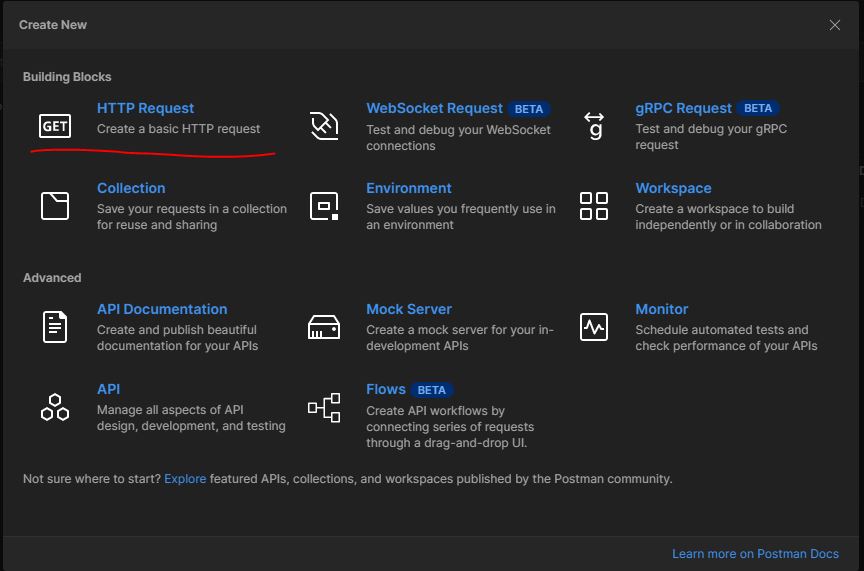 Create New
Building Blocks
GET
HTTP Request
Create a basic HTTP request
WebSocket Request BETA
Test and debug your WebSocket
connections
g
gRPC Request BETA
Test and debug your gRPC
request
Collection
Save your requests in a collection
for reuse and sharing
Environment
Save values you frequently use in
an environment
Workspace
Create a workspace to build
independently or in collaboration
Advanced
API Documentation
Create and publish beautiful
documentation for your APIs
Mock Server
Create a mock server for your in-
development APIs
Monitor
Schedule automated tests and
check performance of your APIs
API
Manage all aspects of API
design, development, and testing
Flows BETA
Create API workflows by
connecting series of requests
through a drag-and-drop UI.
Not sure where to start? Explore featured APIs, collections, and workspaces published by the Postman community.
Learn more on Postman Docs